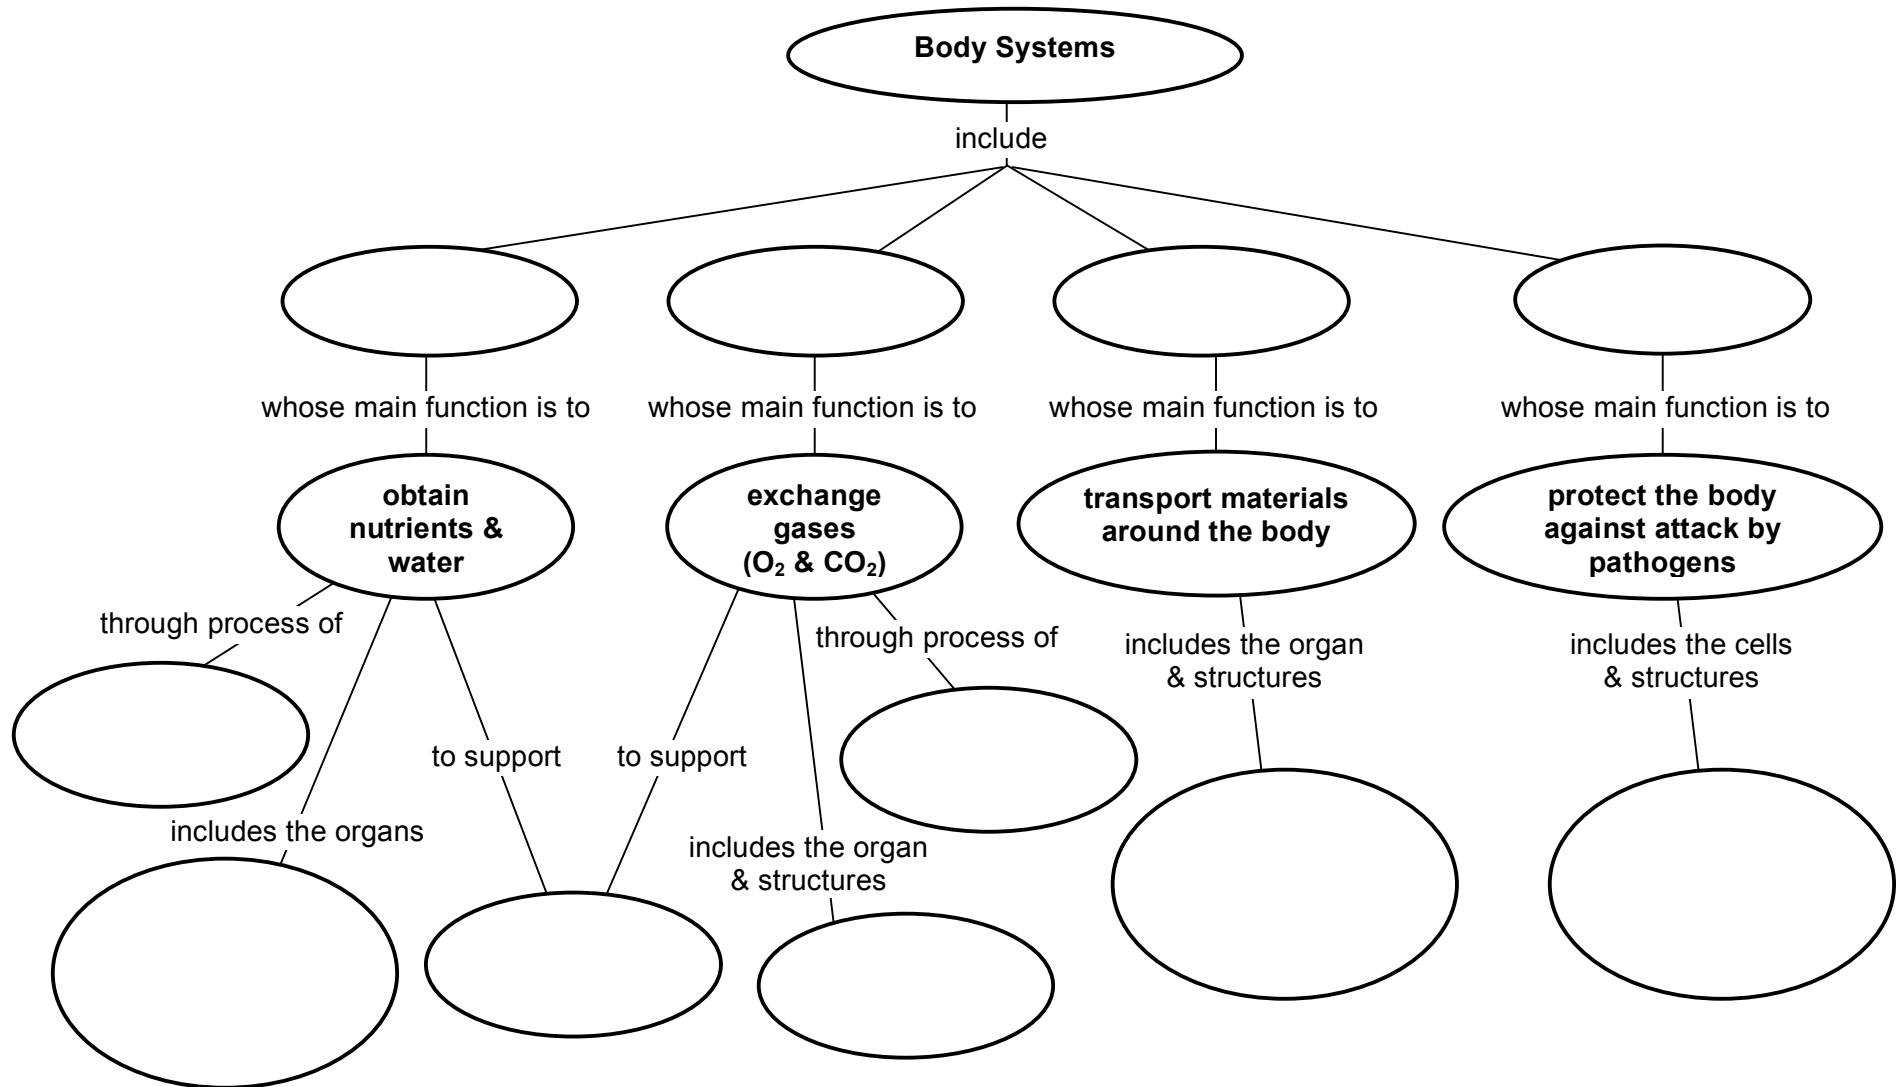 Body Systems
include
whose main function is to
whose main function is to
whose main function is to
whose main function is to
obtain
nutrients &
water
exchange
gases
(O₂ & CO₂)
transport materials
around the body
protect the body
against attack by
pathogens
through process of
through process of
includes the organ
& structures
includes the cells
& structures
to support
to support
includes the organs
includes the organ
& structures